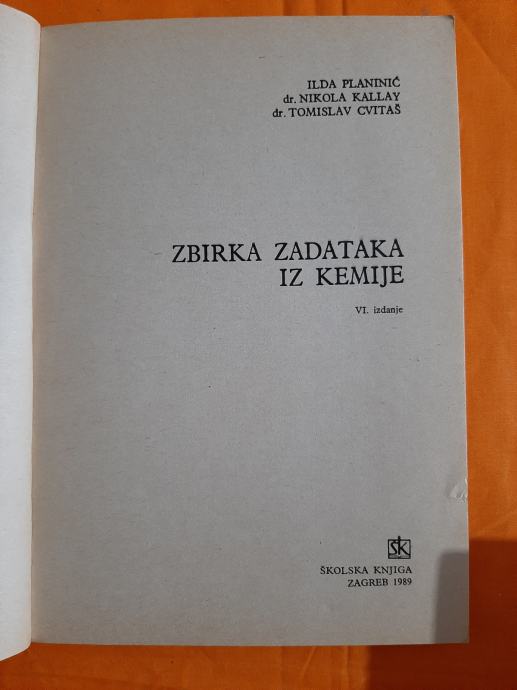 ILDA PLANINIĆ
dr. NIKOLA KALLAY
dr. TOMISLAV CVITAŠ
ZBIRKA ZADATAKA
IZ KEMIJE
VI. izdanje
ŠK
ŠKOLSKA KNJIGA
ZAGREB 1989